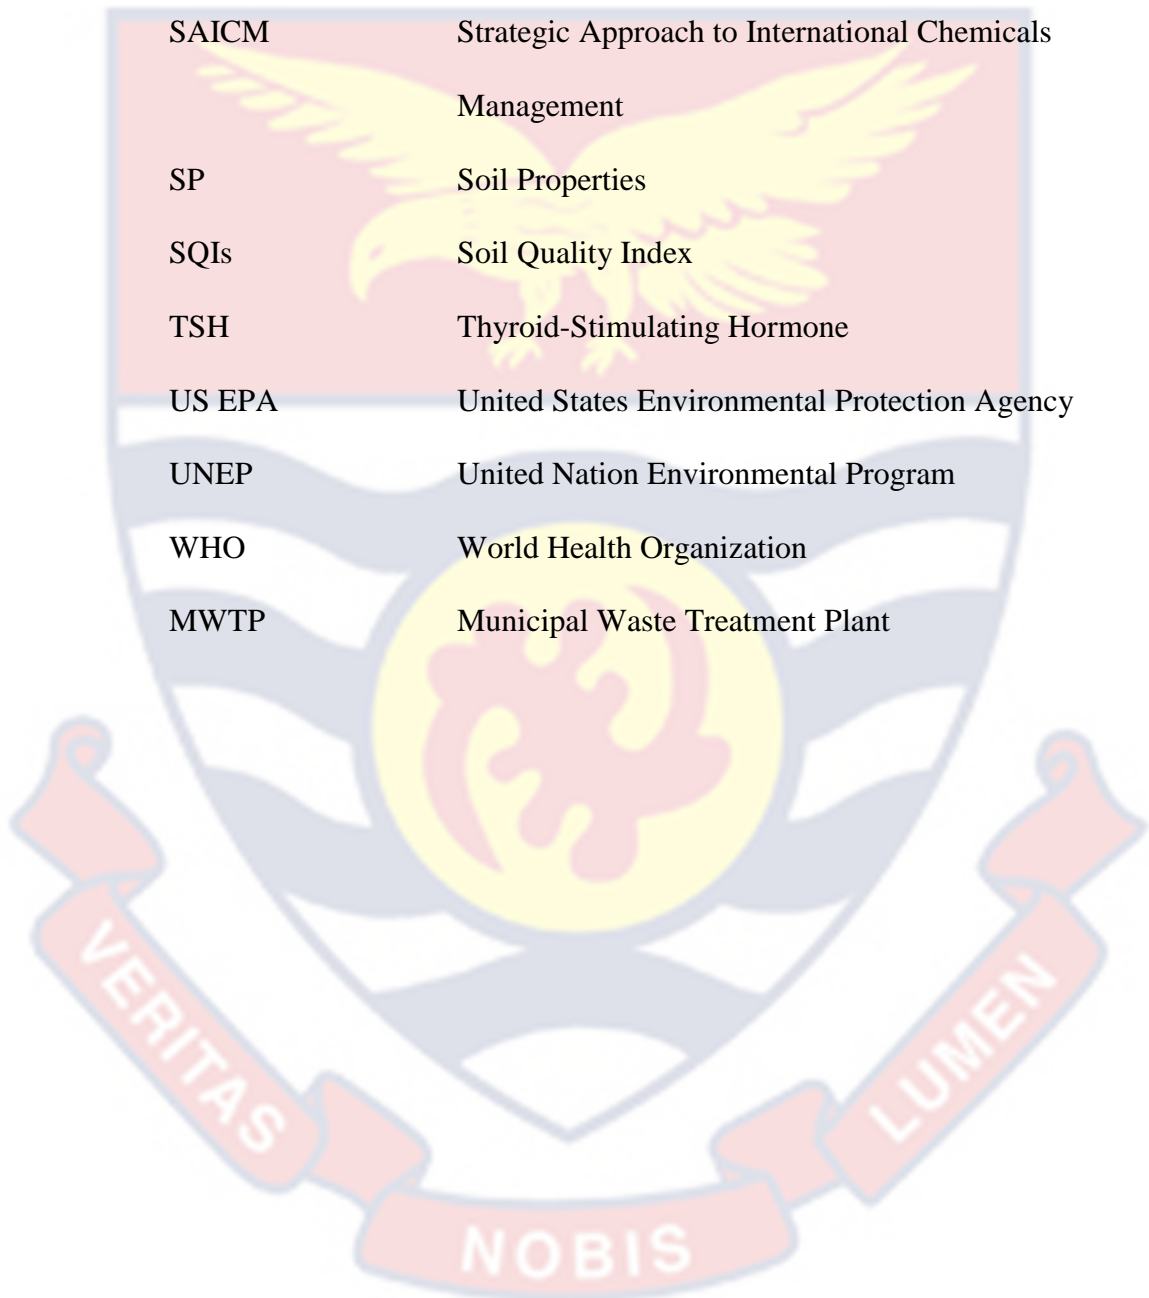 SAICM Strategic Approach to International Chemicals
Management
SP Soil Properties
SQIs Soil Quality Index
TSH Thyroid-Stimulating Hormone
US EPA United States Environmental Protection Agency
UNEP United Nation Environmental Program
WHO World Health Organization
MWTP Municipal Waste Treatment Plant
VERITAS
NOBIS
LUMEN